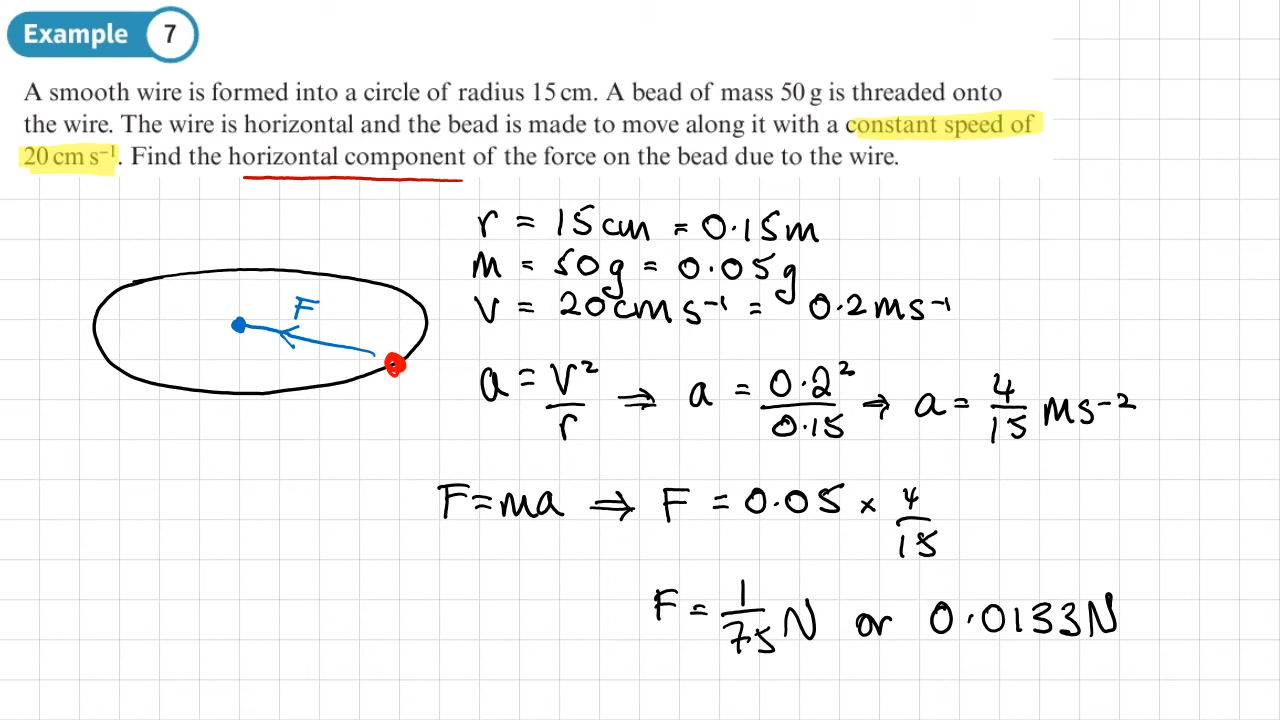 Example 7
A smooth wire is formed into a circle of radius 15 cm. A bead of mass 50 g is threaded onto
the wire. The wire is horizontal and the bead is made to move along it with a constant speed of
20 cm s⁻¹. Find the horizontal component of the force on the bead due to the wire.
r = 15cm = 0.15m
m = 50g = 0.05g
v = 20cm s⁻¹ = 0.2ms⁻¹
F
a = v²/r ⇒ a = 0.2²/0.15 ⇒ a = 4/15 ms⁻²
F=ma ⇒ F = 0.05 × 4/15
F = 1/75 N or 0.0133N